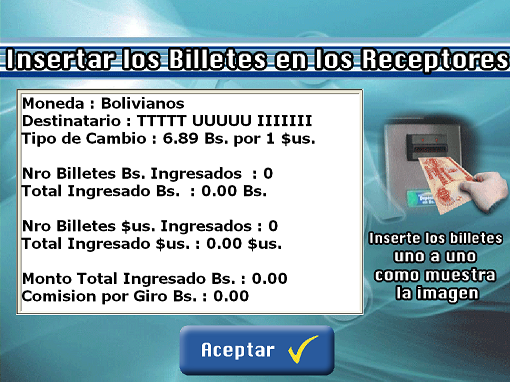 Insertar los Billetes en los Receptores
Moneda : Bolivianos
Destinatario : TTTTT UUUUU IIIIIII
Tipo de Cambio : 6.89 Bs. por 1 $us.
Nro Billetes Bs. Ingresados : 0
Total Ingresado Bs. : 0.00 Bs.
Nro Billetes $us. Ingresados : 0
Total Ingresado $us. : 0.00 $us.
Monto Total Ingresado Bs. : 0.00
Comision por Giro Bs. : 0.00
Inserte los billetes
uno a uno
como muestra
la imagen
Aceptar